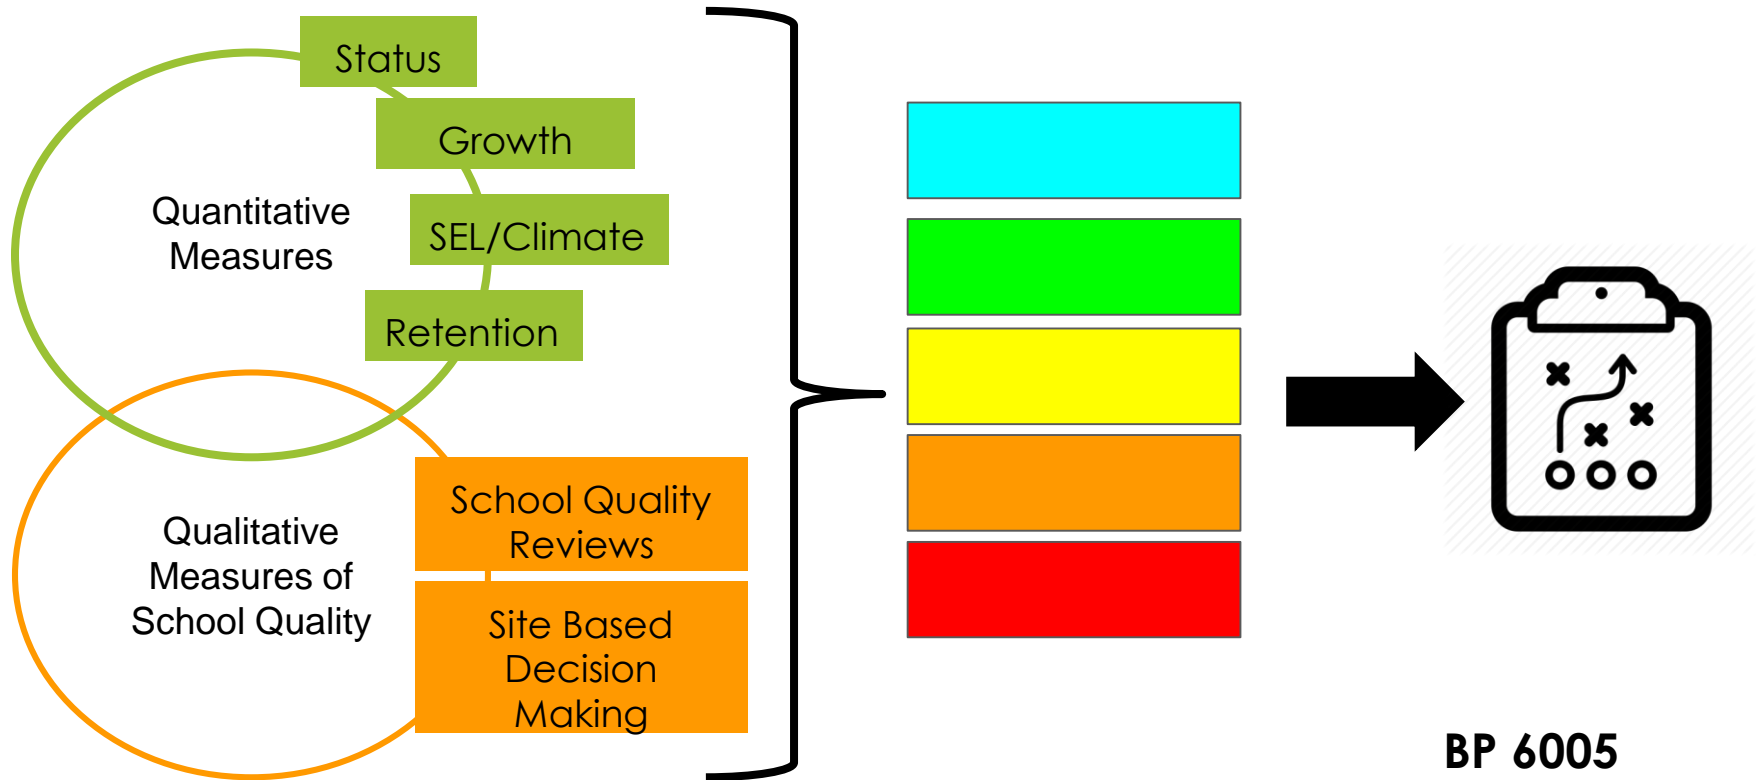 Status
Growth
SEL/Climate
Retention
Quantitative
Measures
School Quality
Reviews
Site Based
Decision
Making
Qualitative
Measures of
School Quality
BP 6005